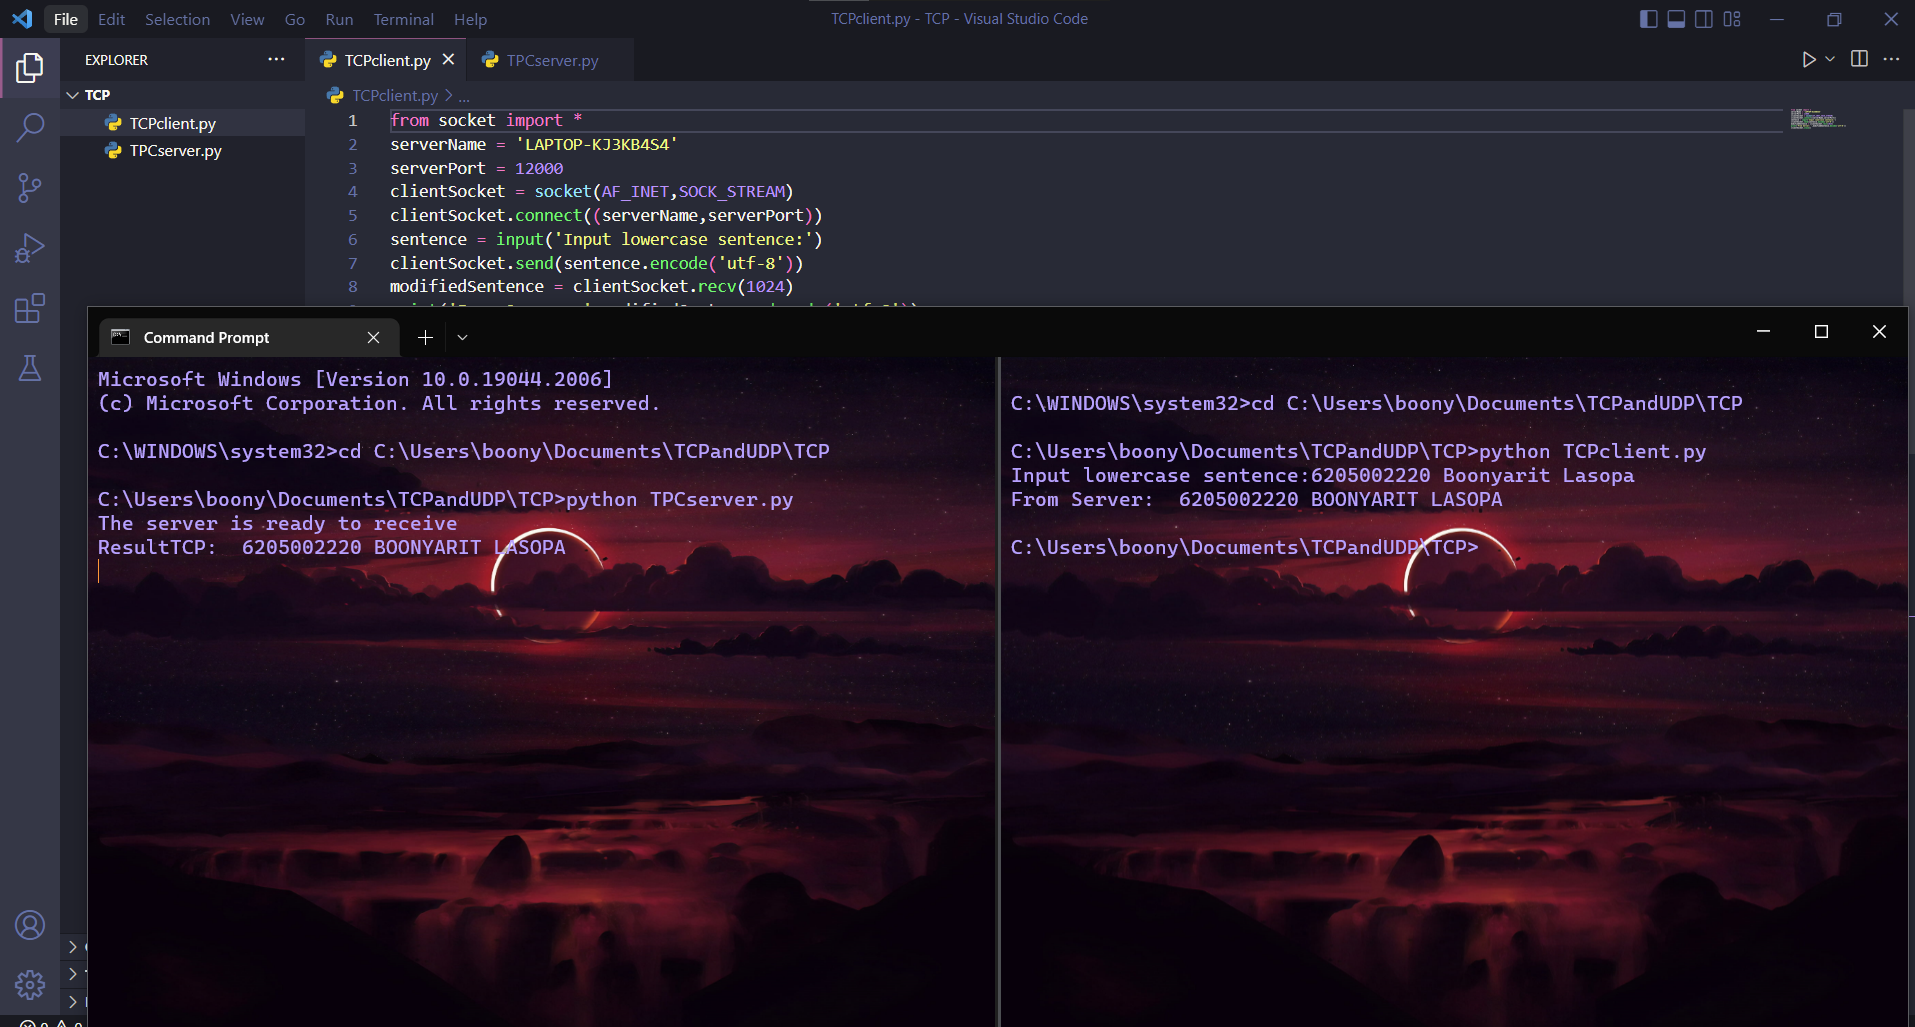 File Edit Selection View Go Run Terminal Help
TCPclient.py - TCP - Visual Studio Code
EXPLORER
TCP
TCPclient.py
TPCserver.py
TCPclient.py
TPCserver.py
TCPclient.py > ...
1 from socket import *
2 serverName = 'LAPTOP-KJ3KB4S4'
3 serverPort = 12000
4 clientSocket = socket(AF_INET,SOCK_STREAM)
5 clientSocket.connect((serverName,serverPort))
6 sentence = input('Input lowercase sentence:')
7 clientSocket.send(sentence.encode('utf-8'))
8 modifiedSentence = clientSocket.recv(1024)
Command Prompt
Microsoft Windows [Version 10.0.19044.2006]
(c) Microsoft Corporation. All rights reserved.
C:\WINDOWS\system32>cd C:\Users\boony\Documents\TCPandUDP\TCP
C:\Users\boony\Documents\TCPandUDP\TCP>python TPCserver.py
The server is ready to receive
ResultTCP:  6205002220 BOONYARIT LASOPA
C:\WINDOWS\system32>cd C:\Users\boony\Documents\TCPandUDP\TCP
C:\Users\boony\Documents\TCPandUDP\TCP>python TCPclient.py
Input lowercase sentence:6205002220 Boonyarit Lasopa
From Server:  6205002220 BOONYARIT LASOPA
C:\Users\boony\Documents\TCPandUDP\TCP>